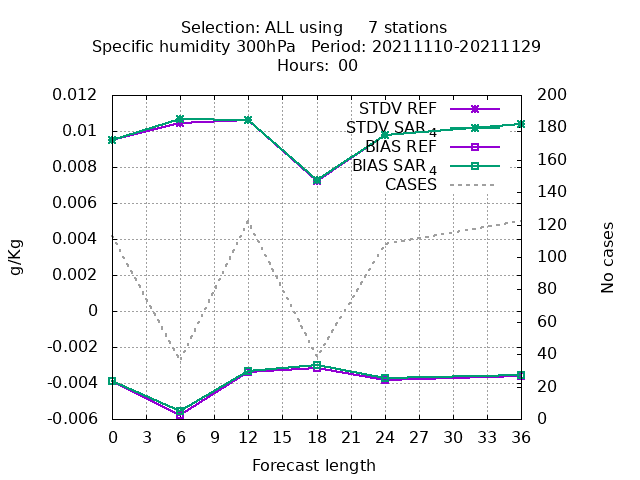 Selection: ALL using 7 stations
Specific humidity 300hPa Period: 20211110-20211129
Hours: 00
0.012
0.01
0.008
0.006
0.004
0.002
0
-0.002
-0.004
-0.006
g/Kg
STDV REF
STDV SAR4
BIAS REF
BIAS SAR4
CASES
200
180
160
140
120
100
80
60
40
20
0
No cases
0 3 6 9 12 15 18 21 24 27 30 33 36
Forecast length